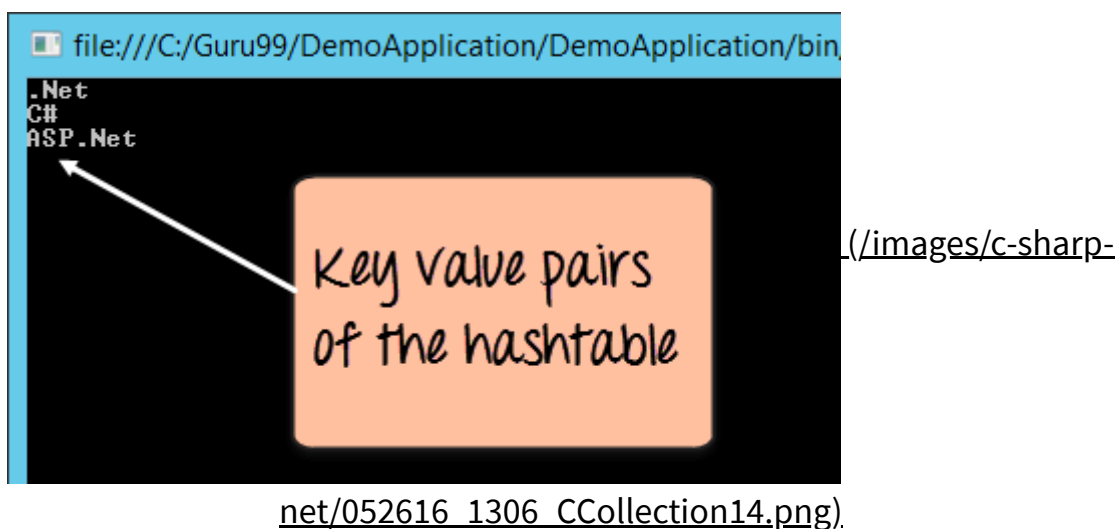 file:///C:/Guru99/DemoApplication/DemoApplication/bin/
.Net
C#
ASP.Net
Key value pairs
of the hashtable
(/images/c-sharp-
net/052616_1306_CCollection14.png)